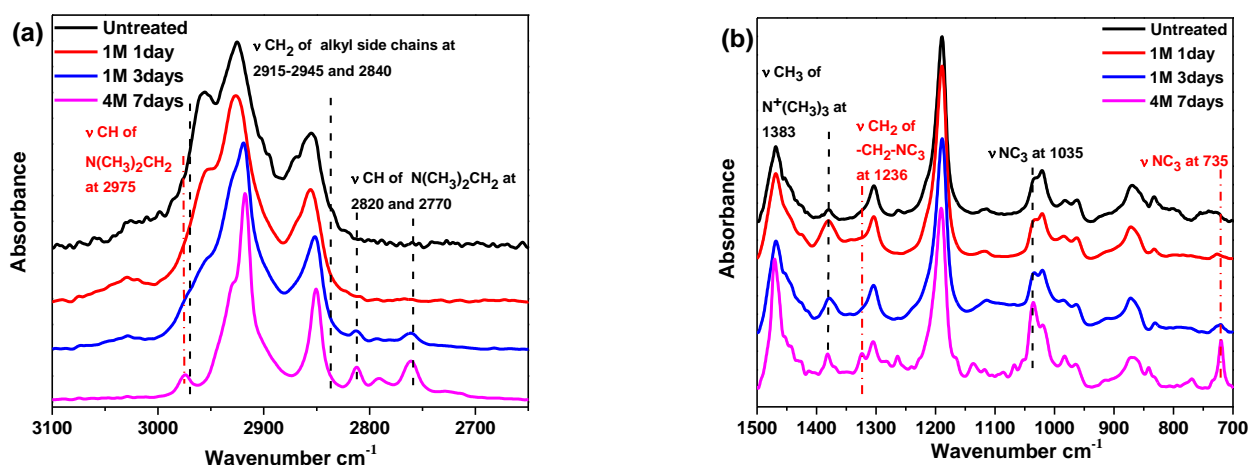 (a)
Untreated
1M 1day
1M 3days
4M 7days
ν CH₂ of alkyl side chains at
2915-2945 and 2840
ν CH of
N(CH₃)₂CH₂
at 2975
ν CH of N(CH₃)₂CH₂ at
2820 and 2770
Absorbance
3100 3000 2900 2800 2700
Wavenumber cm⁻¹
(b)
Untreated
1M 1day
1M 3days
4M 7days
ν CH₃ of
N⁺(CH₃)₃ at
1383
ν CH₂ of
-CH₂-NC₃
at 1236
ν NC₃ at 1035
ν NC₃ at 735
Absorbance
1500 1400 1300 1200 1100 1000 900 800 700
Wavenumber cm⁻¹